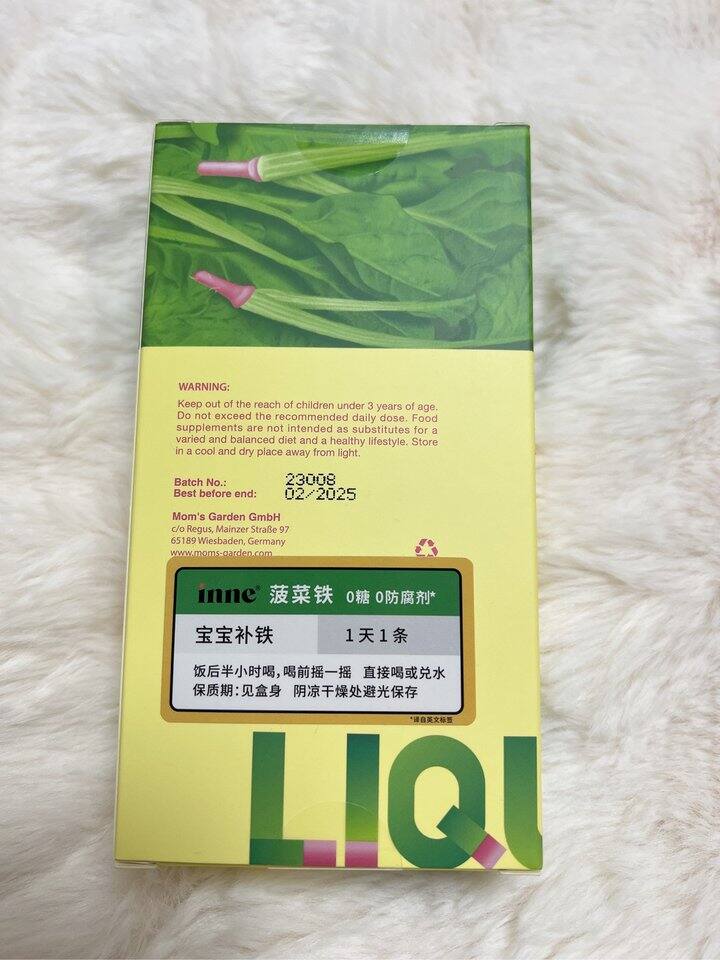 WARNING:
Keep out of the reach of children under 3 years of age.
Do not exceed the recommended daily dose. Food
supplements are not intended as substitutes for a
varied and balanced diet and a healthy lifestyle. Store
in a cool and dry place away from light.
Batch No.: 23008
Best before end: 02/2025
Mom's Garden GmbH
c/o Regus, Mainzer Straße 97
65189 Wiesbaden, Germany
www.moms-garden.com
inne® 菠菜铁 0糖 0防腐剂*
宝宝补铁 1天1条
饭后半小时喝,喝前摇一摇 直接喝或兑水
保质期:见盒身 阴凉干燥处避光保存
*译自英文标签
LIQU